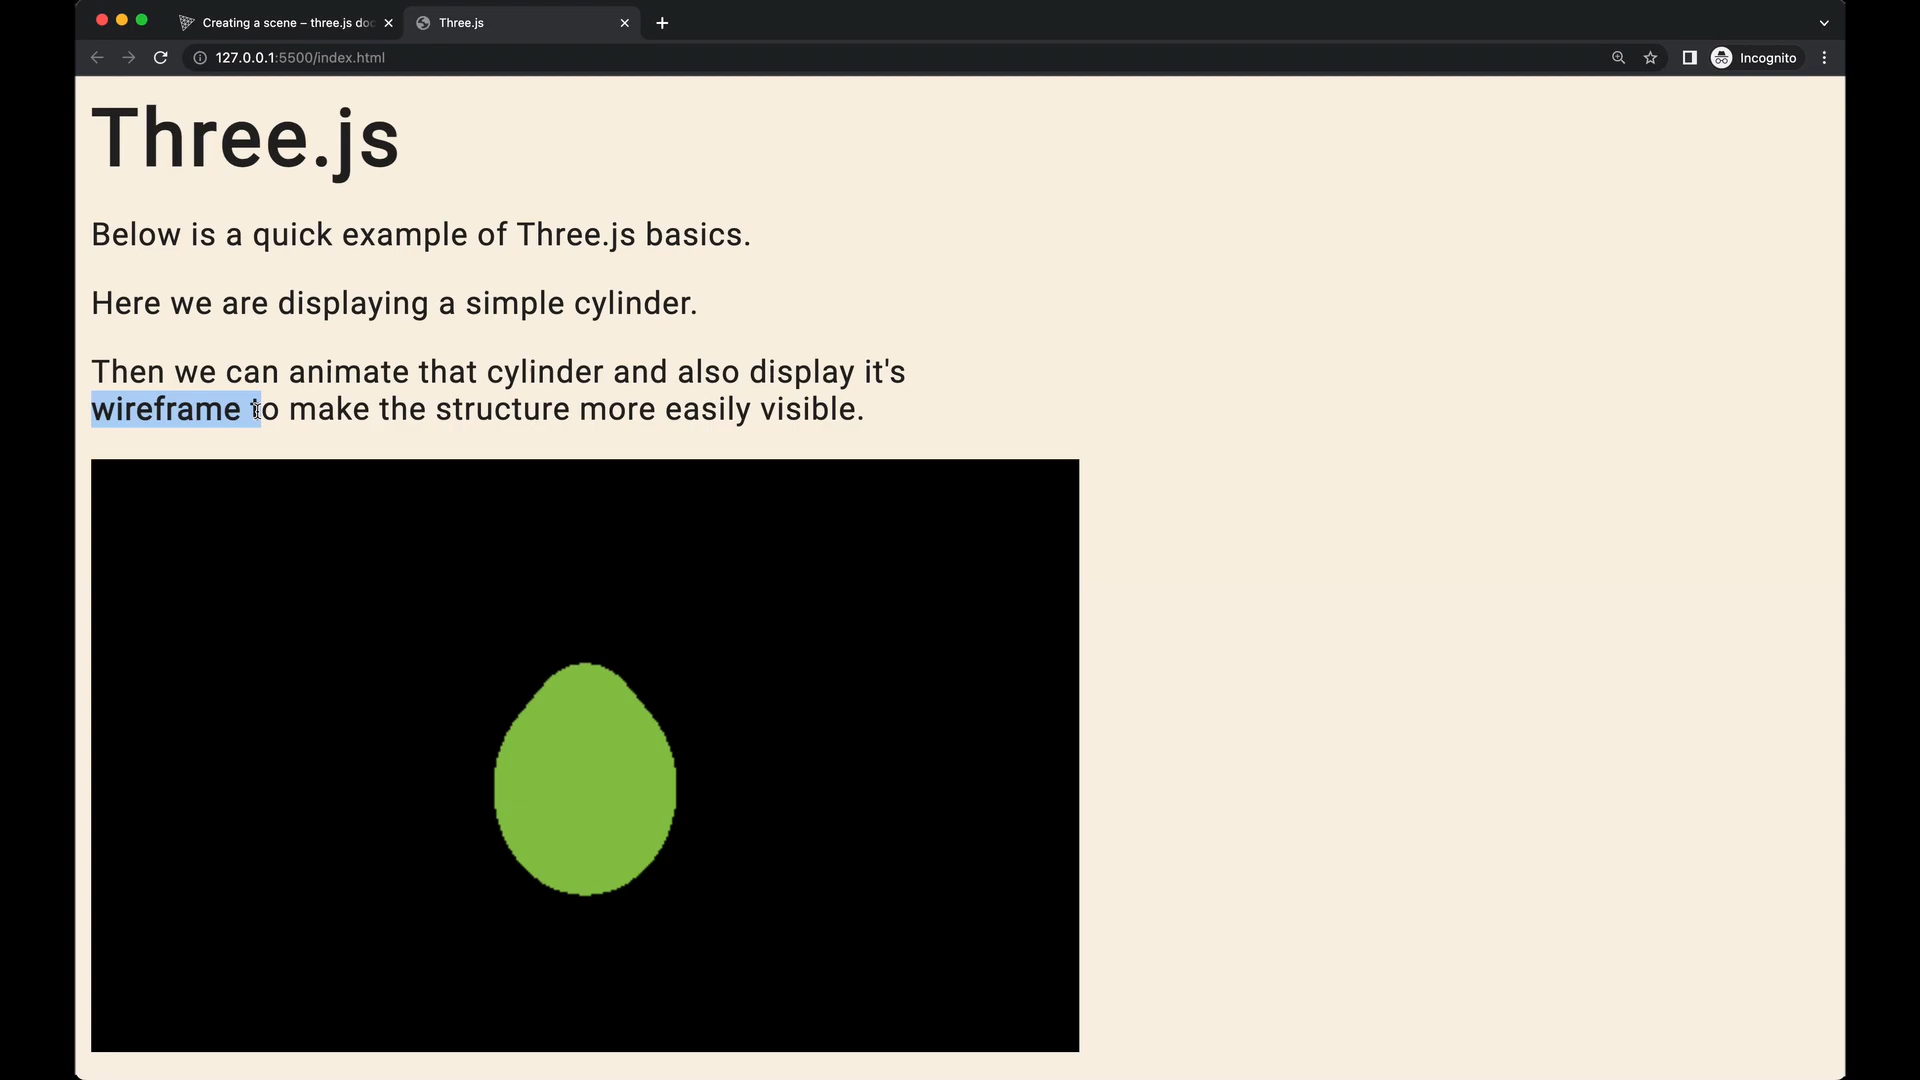 Creating a scene – three.js doc
Three.js
127.0.0.1:5500/index.html
Incognito
Three.js
Below is a quick example of Three.js basics.
Here we are displaying a simple cylinder.
Then we can animate that cylinder and also display it's
wireframe to make the structure more easily visible.